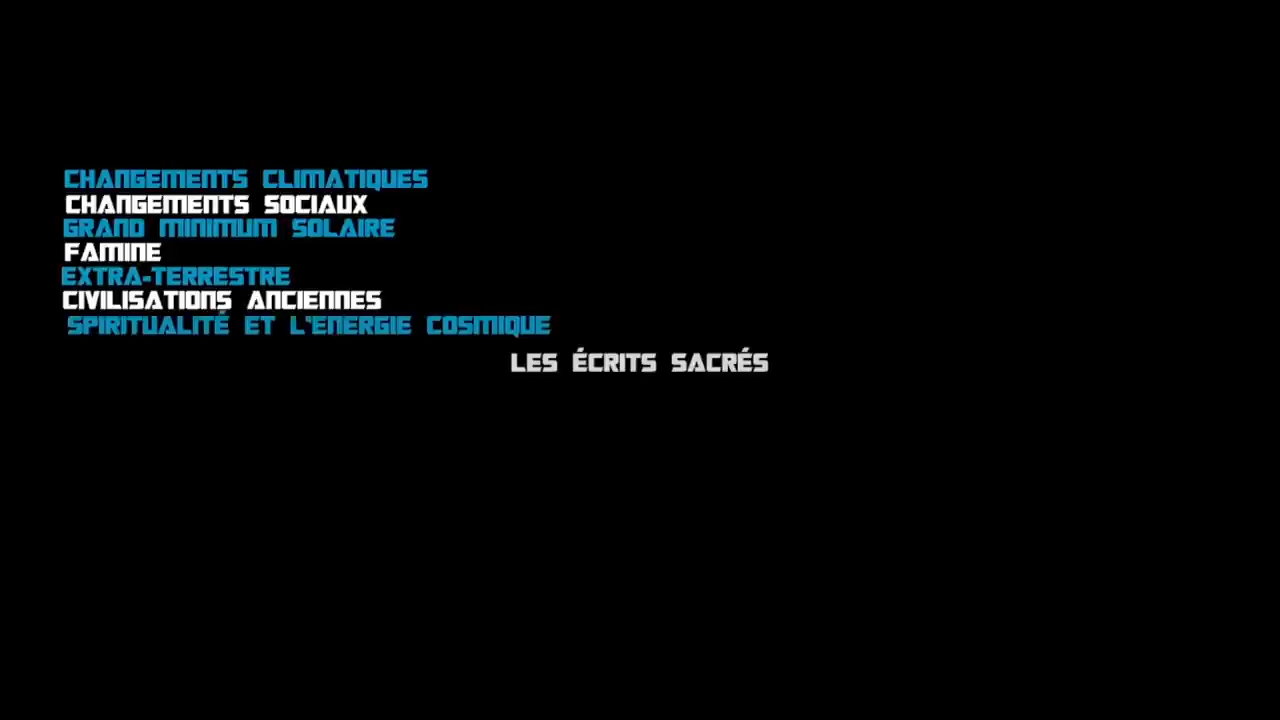 CHANGEMENTS CLIMATIQUES
CHANGEMENTS SOCIAUX
GRAND MINIMUM SOLAIRE
FAMINE
EXTRA-TERRESTRE
CIVILISATIONS ANCIENNES
SPIRITUALITÉ ET L'ENERGIE COSMIQUE
LES ÉCRITS SACRÉS